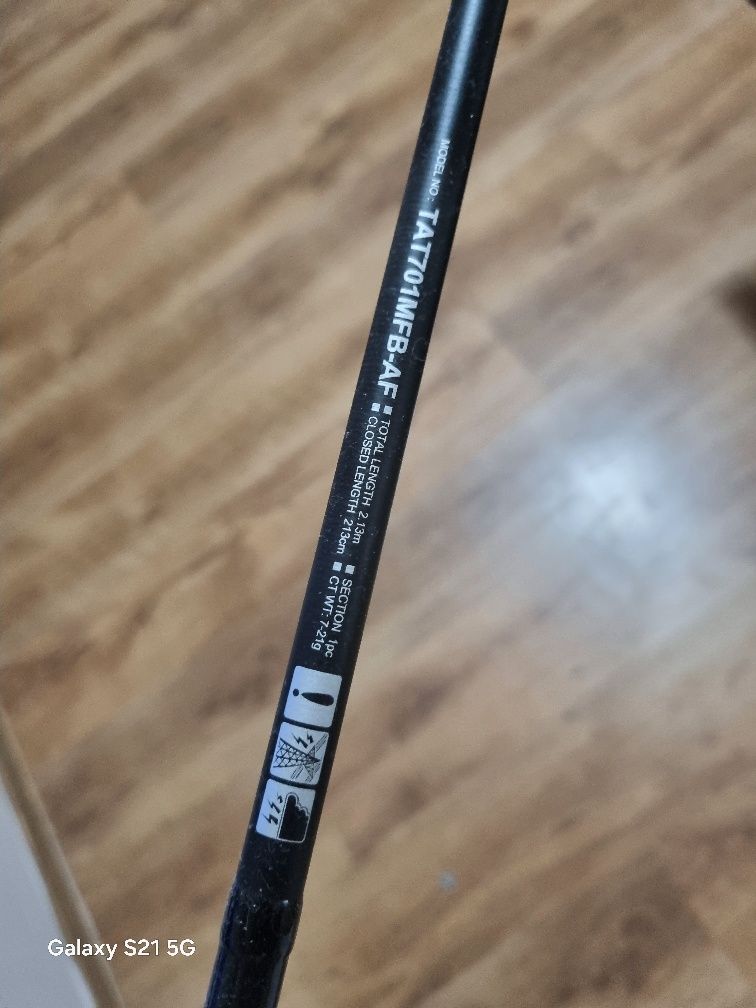 MODEL NO: TAT701MFB-AF
■ TOTAL LENGTH 2.13m
■ CLOSED LENGTH 213cm
■ SECTION 1pc
■ CT WT: 7-21g
Galaxy S21 5G